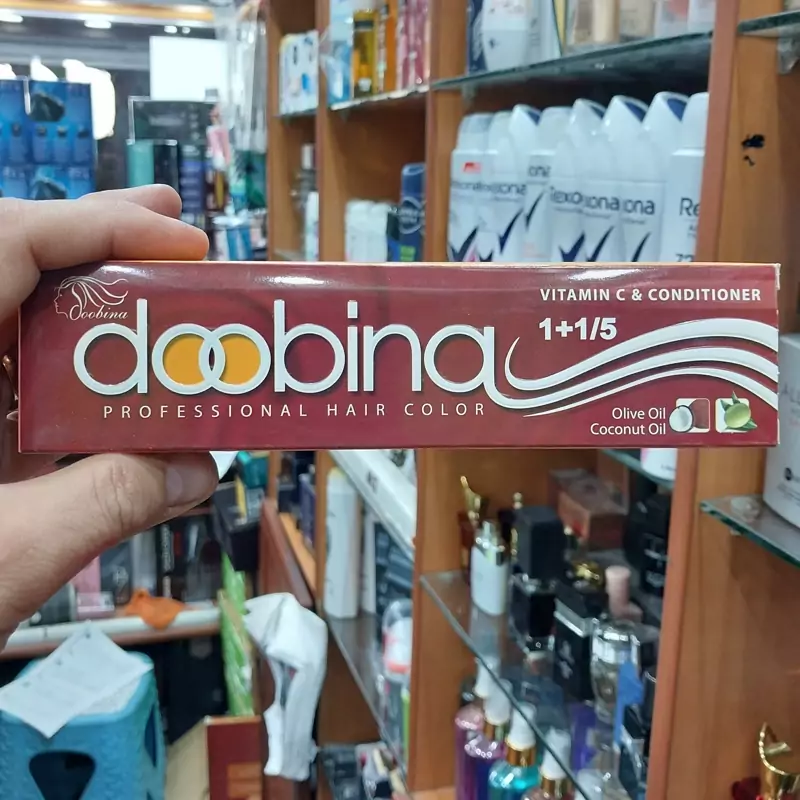 Doobina
doobina
PROFESSIONAL HAIR COLOR
VITAMIN C & CONDITIONER
1+1/5
Olive Oil
Coconut Oil
Rexona